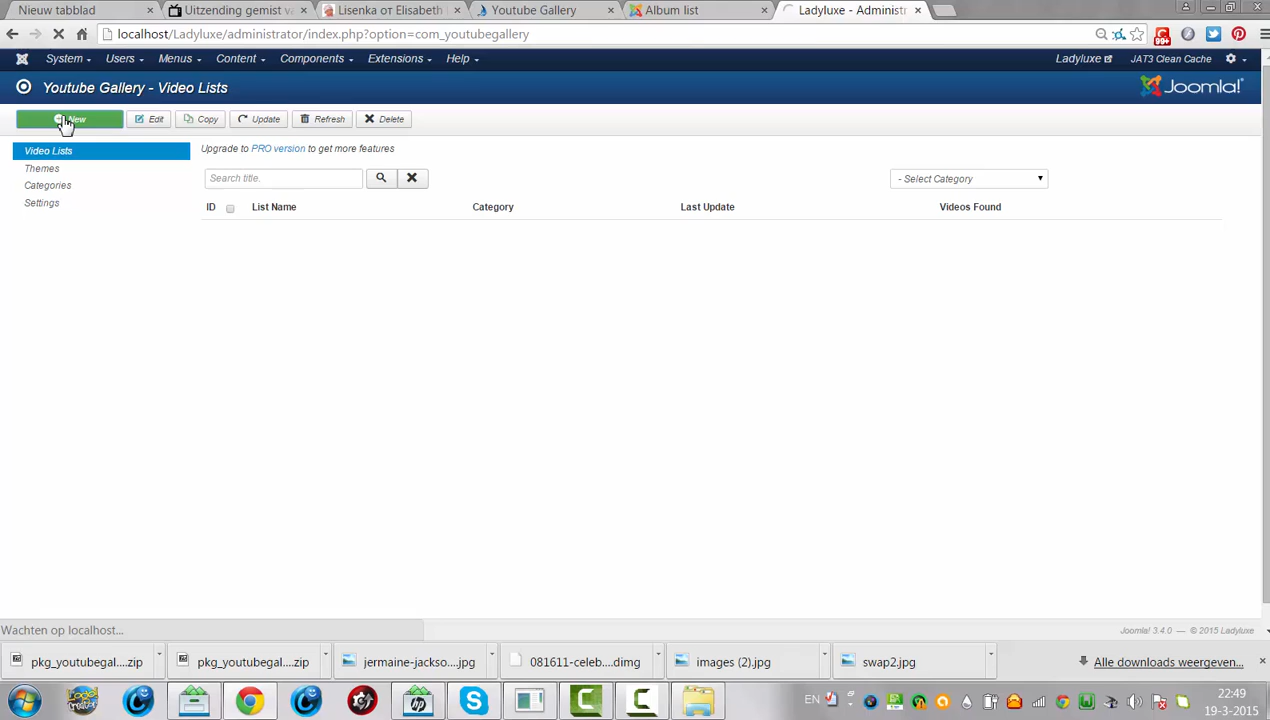 Nieuw tabblad
Uitzending gemist va
Lisenka от Elisabeth
Youtube Gallery
Album list
Ladyluxe - Administr
localhost/Ladyluxe/administrator/index.php?option=com_youtubegallery
99+
System Users Menus Content Components Extensions Help
Ladyluxe JAT3 Clean Cache
Youtube Gallery - Video Lists
Joomla!
New Edit Copy Update Refresh Delete
Video Lists
Themes
Categories
Settings
Upgrade to PRO version to get more features
Search title.
- Select Category
ID List Name Category Last Update Videos Found
Wachten op localhost...
Joomla! 3.4.0 — © 2015 Ladyluxe
pkg_youtubegal....zip
pkg_youtubegal....zip
jermaine-jackso....jpg
081611-celeb....dimg
images (2).jpg
swap2.jpg
Alle downloads weergeven...
EN
22:49
19-3-2015